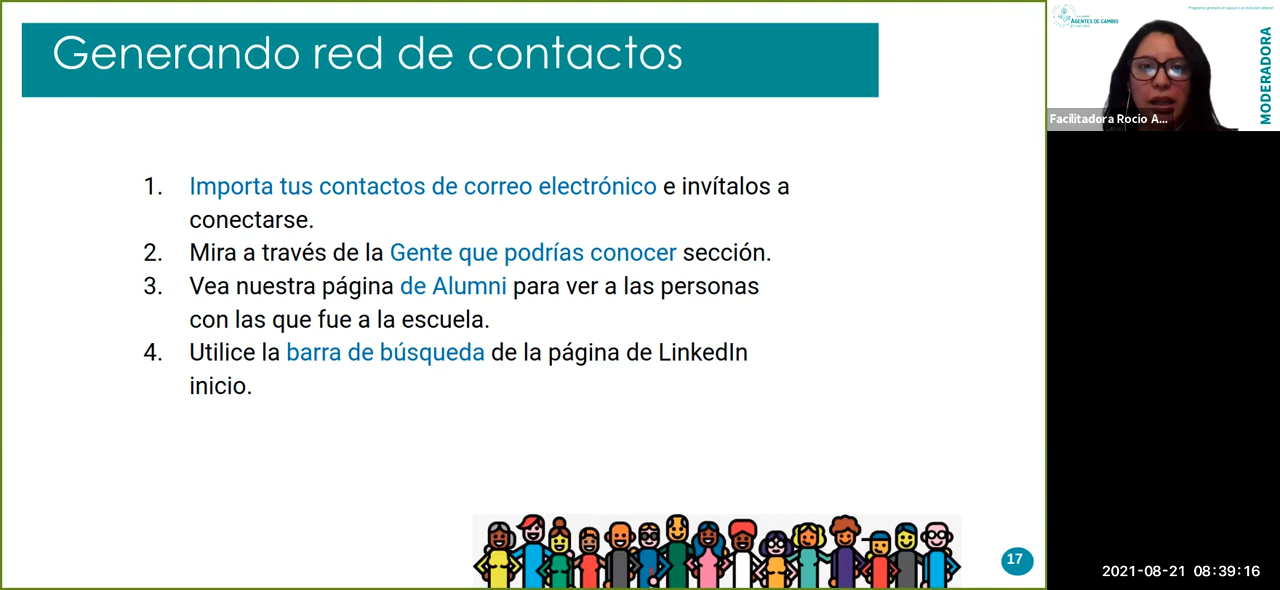 Generando red de contactos
1. Importa tus contactos de correo electrónico e invítalos a
conectarse.
2. Mira a través de la Gente que podrías conocer sección.
3. Vea nuestra página de Alumni para ver a las personas
con las que fue a la escuela.
4. Utilice la barra de búsqueda de la página de LinkedIn
inicio.
17
AGENTES DE CAMBIO
MODERADORA
Facilitadora Rocio A...
2021-08-21 08:39:16